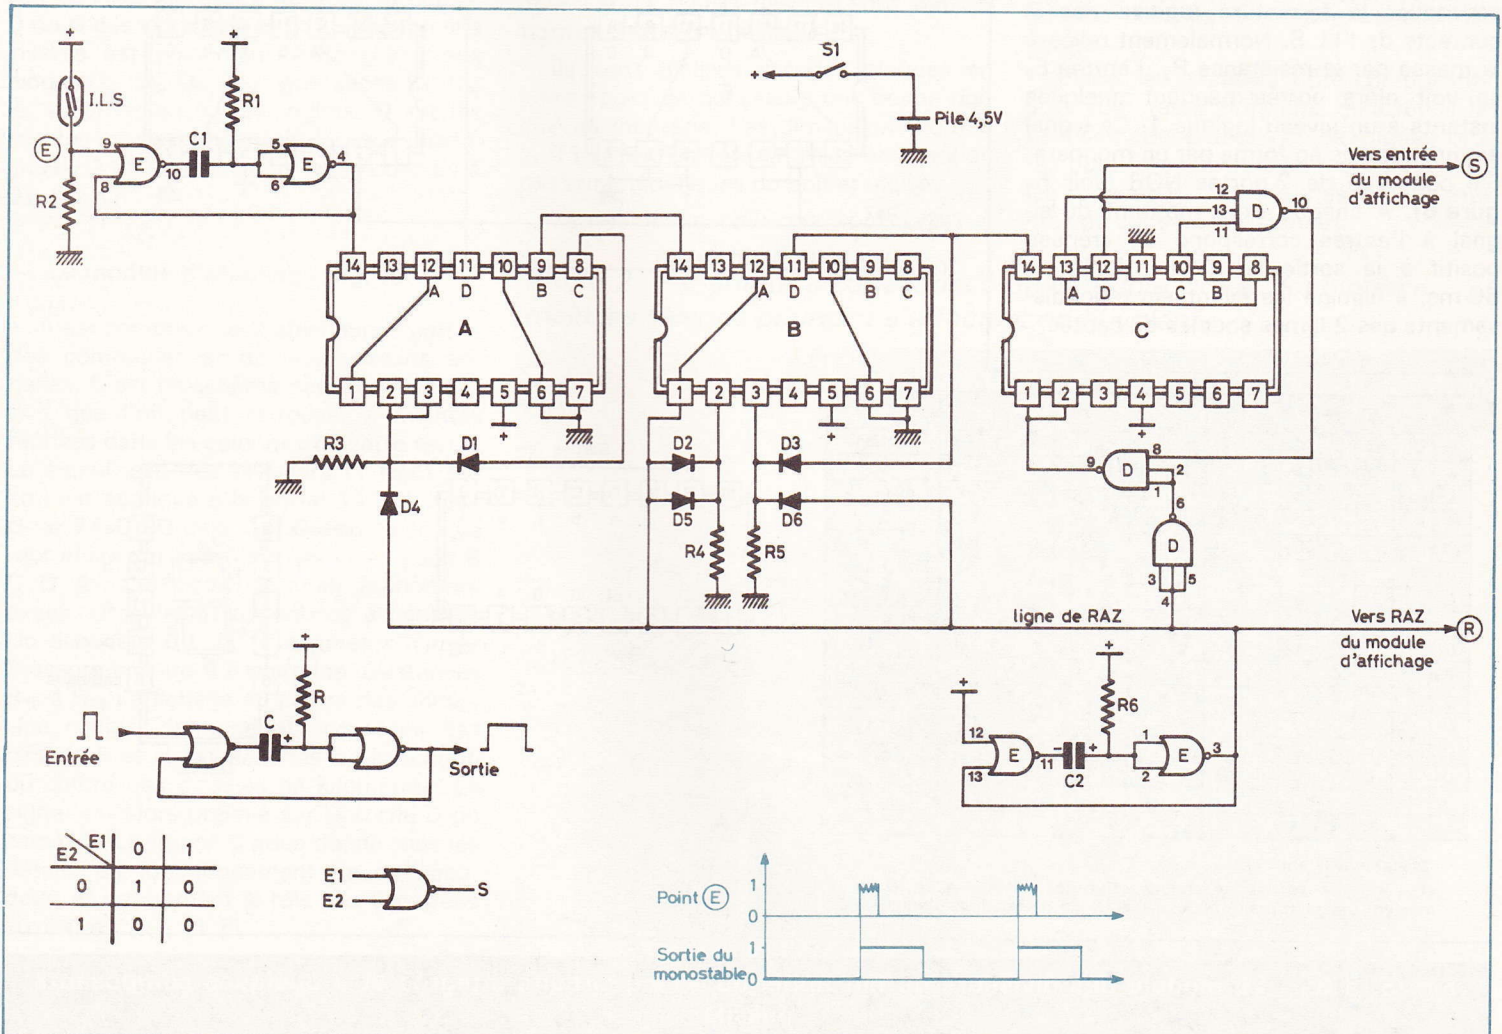 +
I.L.S
E
R2
9
8
E
10
C1
+
R1
5
6
E
4
S1
+
Pile 4,5V
Vers entrée
du module
d'affichage
S
12
13
11
D
10
14 13 12 11 10 9 8
A D B C
A
1 2 3 4 5 6 7
+
14 13 12 11 10 9 8
A D B C
B
1 2 3 4 5 6 7
+
14 13 12 11 10 9 8
A D C B
C
1 2 3 4 5 6 7
+
R3
D1
D4
D2
D3
D5
D6
R4
R5
9
D
8
2
1
6
D
3
5
4
ligne de RAZ
Vers RAZ
du module
d'affichage
R
+
R
C
+
Entrée
Sortie
+
12
13
E
11
-
+
C2
+
R6
1
2
E
3
E1
E2
0 1
0 1 0
1 0 0
E1
E2
S
Point E
1
0
Sortie du
monostable
1
0